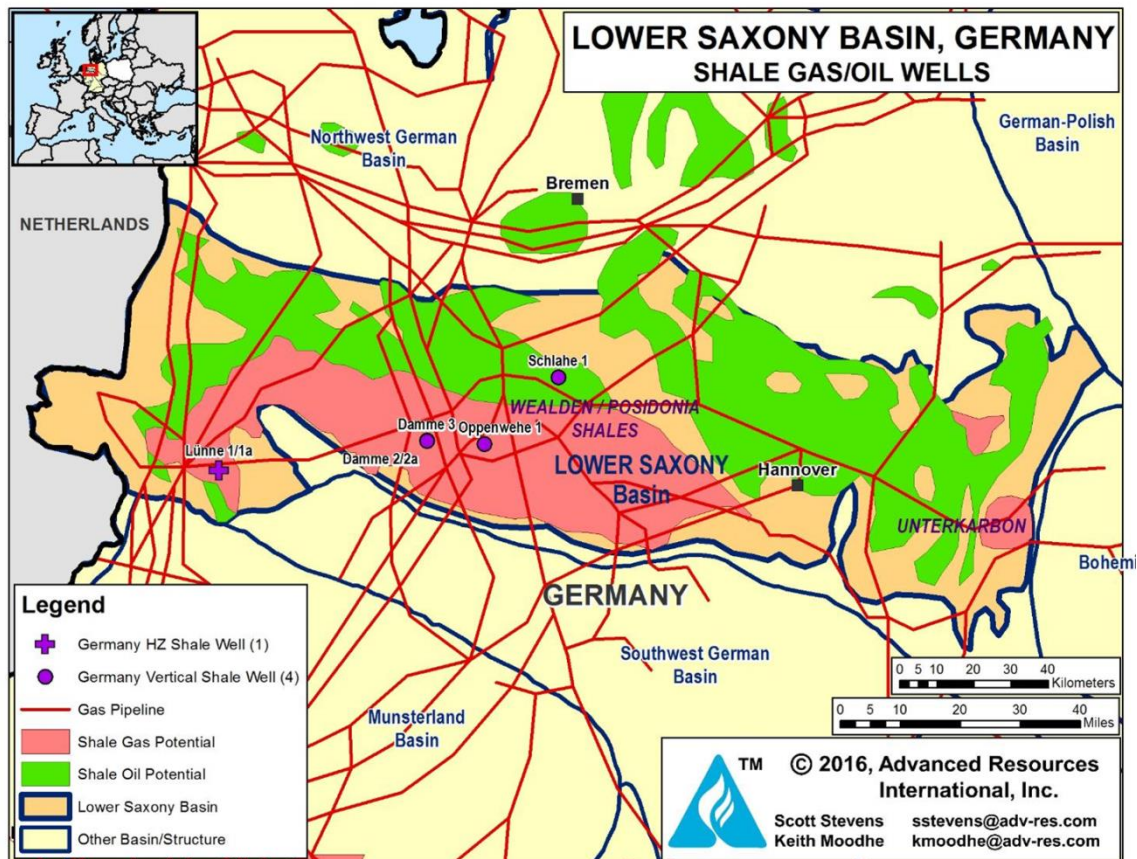 LOWER SAXONY BASIN, GERMANY
SHALE GAS/OIL WELLS
Northwest German
Basin
German-Polish
Basin
Bremen
NETHERLANDS
Schlahe 1
WEALDEN / POSIDONIA
SHALES
Damme 3
Oppenwehe 1
Lünne 1/1a
Damme 2/2a
LOWER SAXONY
Basin
Hannover
UNTERKARBON
Bohemi
GERMANY
Southwest German
Basin
Munsterland
Basin
Legend
Germany HZ Shale Well (1)
Germany Vertical Shale Well (4)
Gas Pipeline
Shale Gas Potential
Shale Oil Potential
Lower Saxony Basin
Other Basin/Structure
0 5 10 20 30 40
Kilometers
0 5 10 20 30 40
Miles
TM
© 2016, Advanced Resources
International, Inc.
Scott Stevens sstevens@adv-res.com
Keith Moodhe kmoodhe@adv-res.com